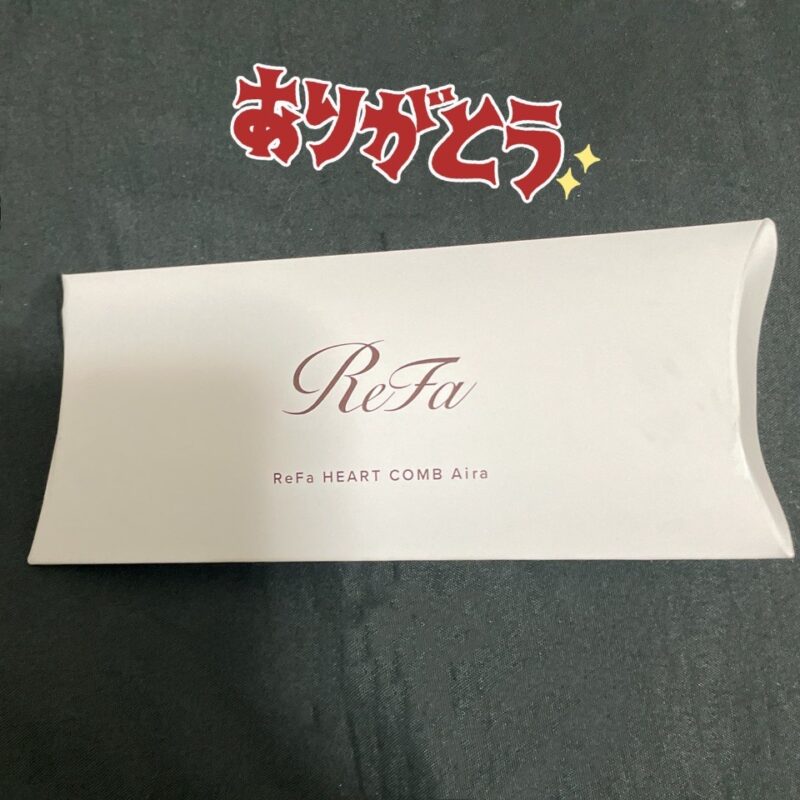 ありがとう
ReFa
ReFa HEART COMB Aira